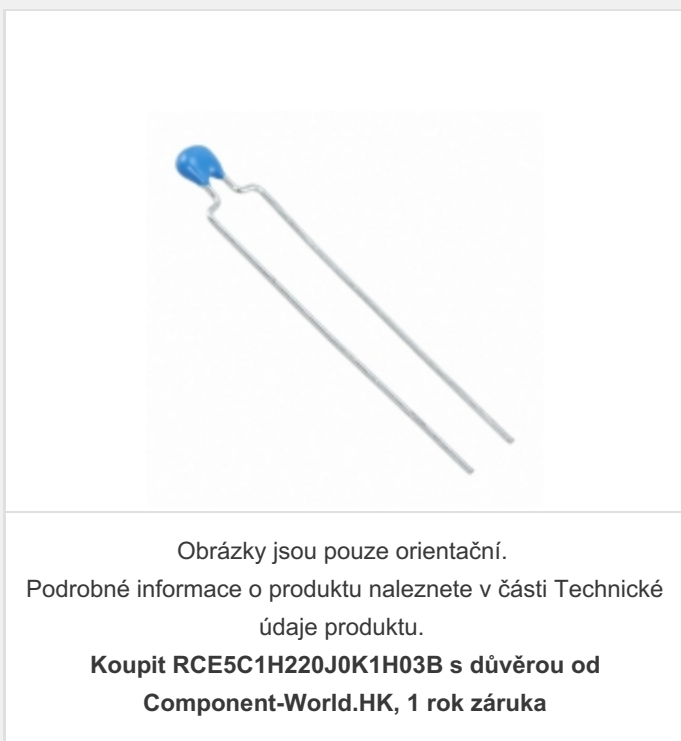 Obrázky jsou pouze orientační.
Podrobné informace o produktu naleznete v části Technické
údaje produktu.
Koupit RCE5C1H220J0K1H03B s důvěrou od
Component-World.HK, 1 rok záruka